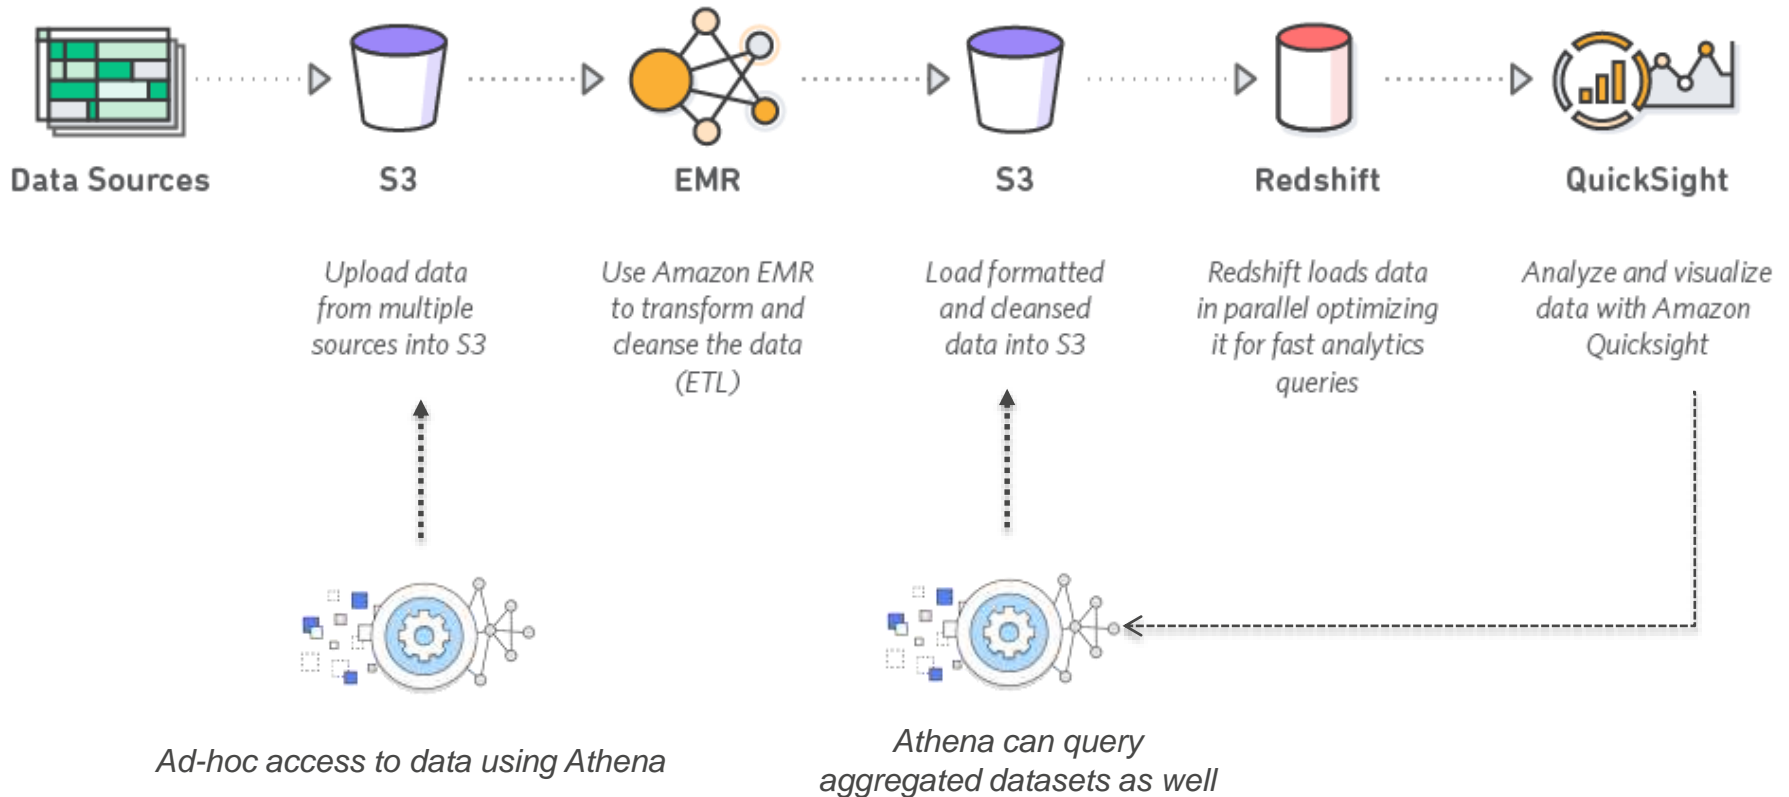 Data Sources
S3
EMR
S3
Redshift
QuickSight
Upload data
from multiple
sources into S3
Use Amazon EMR
to transform and
cleanse the data
(ETL)
Load formatted
and cleansed
data into S3
Redshift loads data
in parallel optimizing
it for fast analytics
queries
Analyze and visualize
data with Amazon
Quicksight
Ad-hoc access to data using Athena
Athena can query
aggregated datasets as well